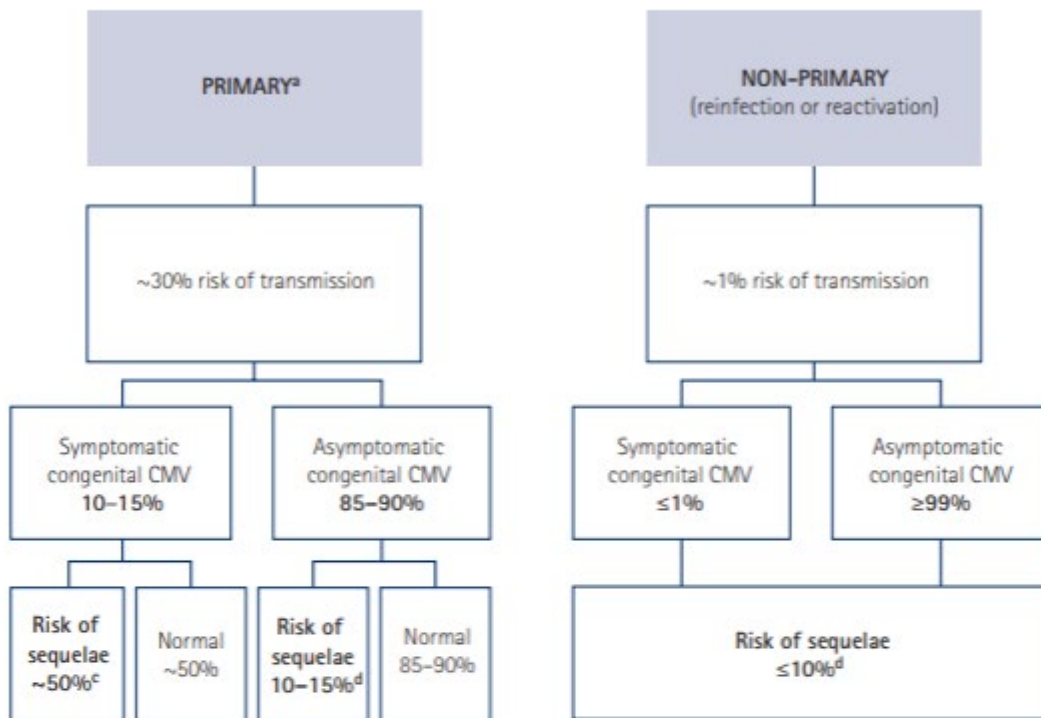 PRIMARYᵃ
NON-PRIMARY
(reinfection or reactivation)
~30% risk of transmission
~1% risk of transmission
Symptomatic
congenital CMV
10–15%
Asymptomatic
congenital CMV
85–90%
Symptomatic
congenital CMV
≤1%
Asymptomatic
congenital CMV
≥99%
Risk of
sequelae
~50%ᶜ
Normal
~50%
Risk of
sequelae
10–15%ᵈ
Normal
85–90%
Risk of sequelae
≤10%ᵈ